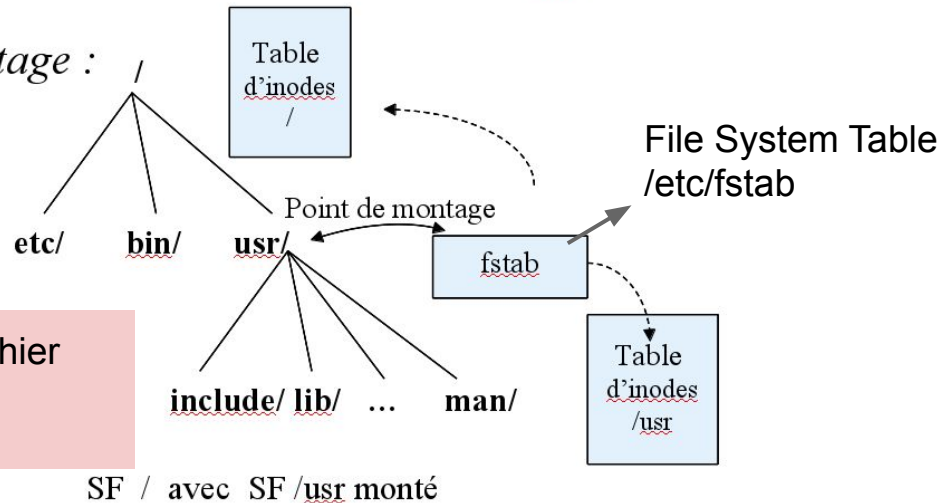 tage :
/
Table
d'inodes
/
File System Table
/etc/fstab
Point de montage
etc/ bin/ usr/
fstab
hier
Table
d'inodes
/usr
include/ lib/ ... man/
SF / avec SF /usr monté